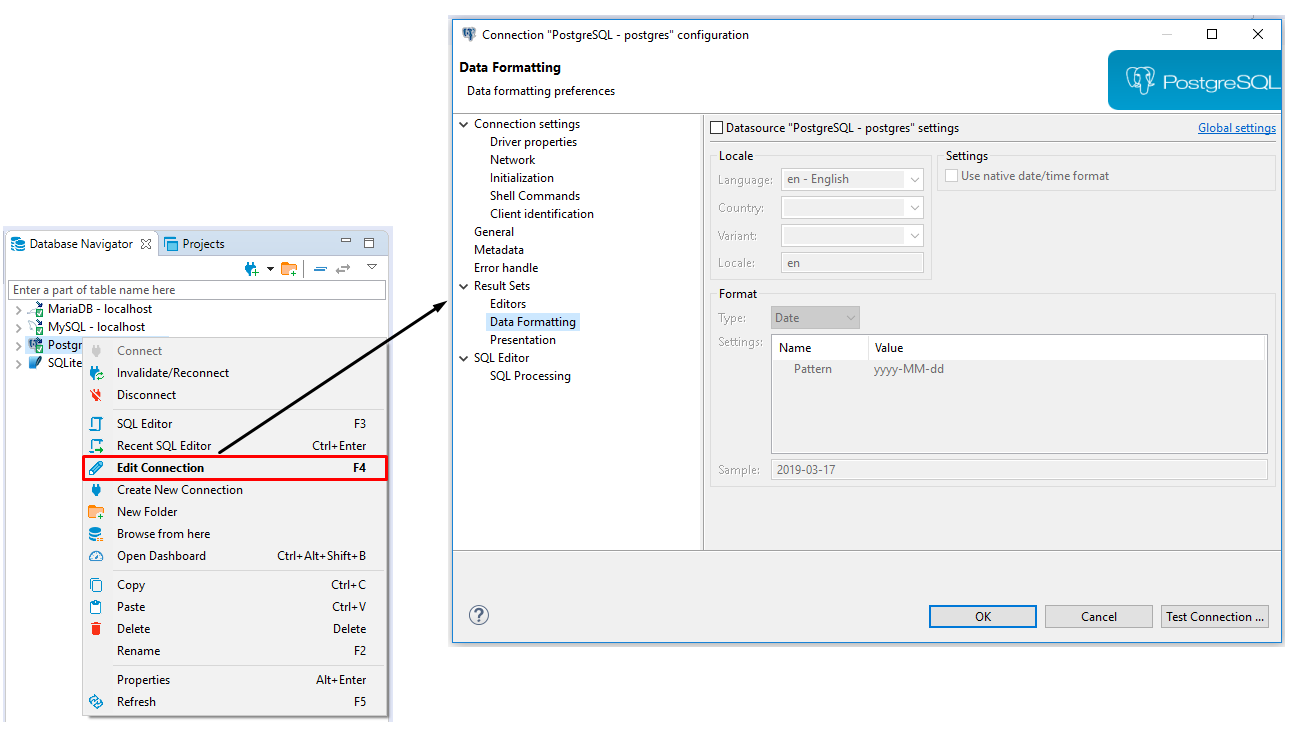 Database Navigator
Projects
Enter a part of table name here
MariaDB - localhost
MySQL - localhost
Postgr
SQLite
Connect
Invalidate/Reconnect
Disconnect
SQL Editor F3
Recent SQL Editor Ctrl+Enter
Edit Connection F4
Create New Connection
New Folder
Browse from here
Open Dashboard Ctrl+Alt+Shift+B
Copy Ctrl+C
Paste Ctrl+V
Delete Delete
Rename F2
Properties Alt+Enter
Refresh F5
Connection "PostgreSQL - postgres" configuration
Data Formatting
Data formatting preferences
PostgreSQL
Connection settings
Driver properties
Network
Initialization
Shell Commands
Client identification
General
Metadata
Error handle
Result Sets
Editors
Data Formatting
Presentation
SQL Editor
SQL Processing
Datasource "PostgreSQL - postgres" settings
Global settings
Locale
Language: en - English
Country:
Variant:
Locale: en
Settings
Use native date/time format
Format
Type: Date
Settings:
Name Value
Pattern yyyy-MM-dd
Sample: 2019-03-17
?
OK
Cancel
Test Connection ...